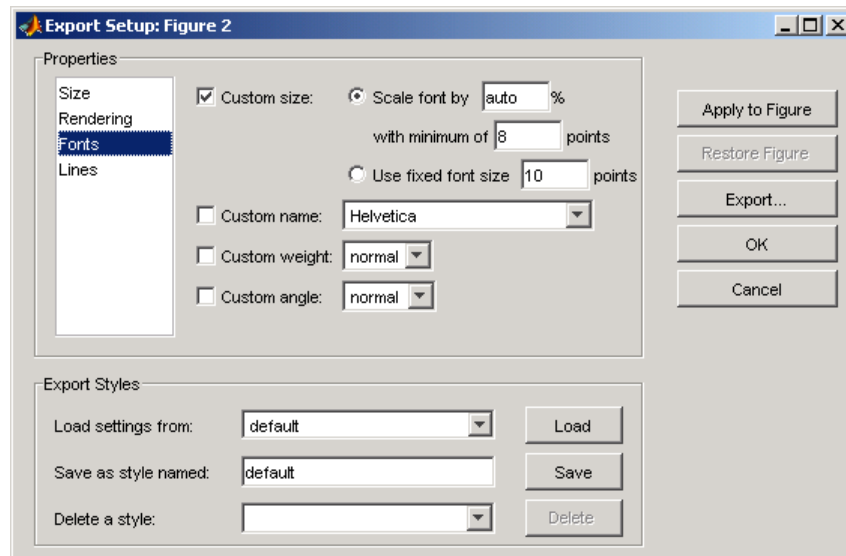 Export Setup: Figure 2
Properties
Size
Rendering
Fonts
Lines
Custom size:
Scale font by auto %
with minimum of 8 points
Use fixed font size 10 points
Custom name: Helvetica
Custom weight: normal
Custom angle: normal
Apply to Figure
Restore Figure
Export...
OK
Cancel
Export Styles
Load settings from: default Load
Save as style named: default Save
Delete a style: Delete